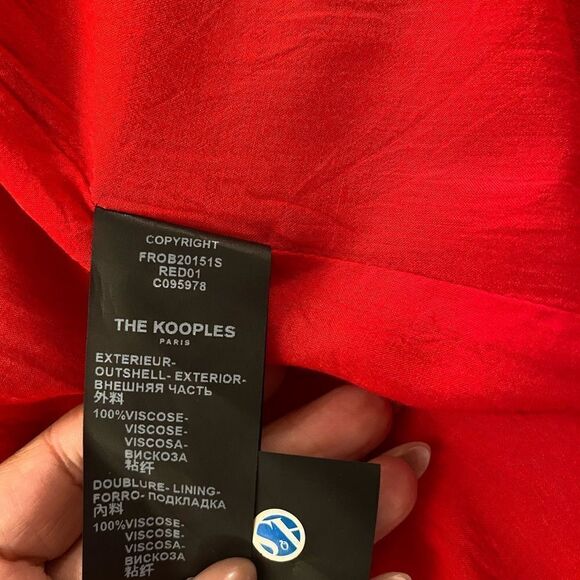 COPYRIGHT
FROB20151S
RED01
C095978
THE KOOPLES
PARIS
EXTERIEUR-
OUTSHELL- EXTERIOR-
ВНЕШНЯЯ ЧАСТЬ
外料
100%VISCOSE-
VISCOSE-
VISCOSA-
ВИСКОЗА
粘纤
DOUBLURE- LINING-
FORRO- ПОДКЛАДКА
內料
100%VISCOSE-
VISCOSE-
VISCOSA-
ВИСКОЗА
粘纤